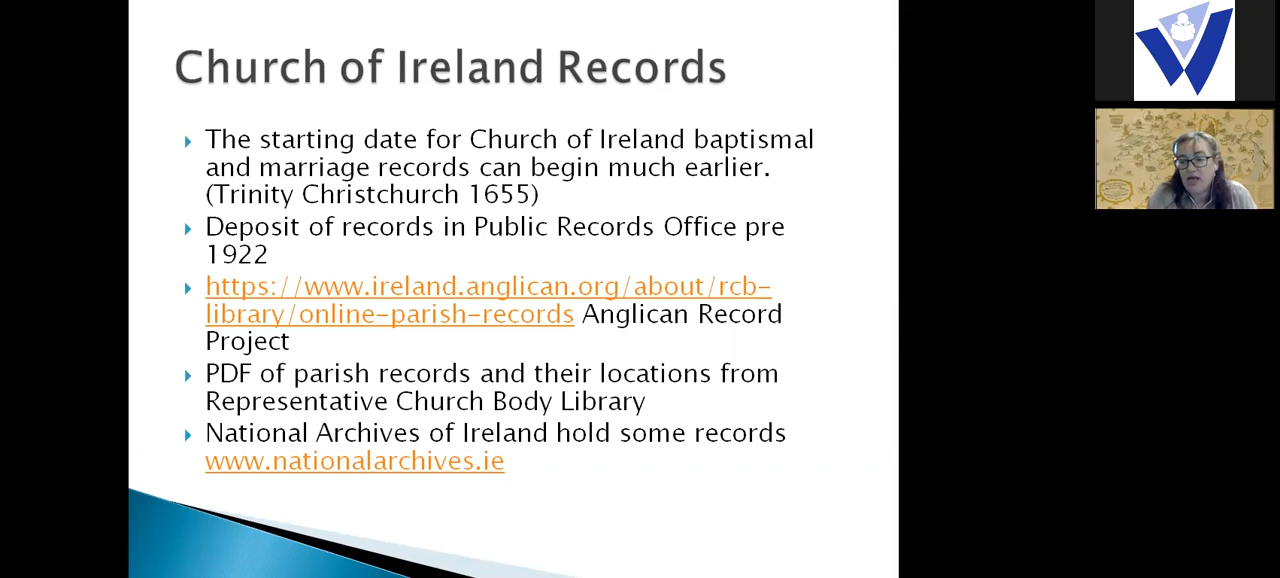 Church of Ireland Records
The starting date for Church of Ireland baptismal
and marriage records can begin much earlier.
(Trinity Christchurch 1655)
Deposit of records in Public Records Office pre
1922
https://www.ireland.anglican.org/about/rcb-
library/online-parish-records Anglican Record
Project
PDF of parish records and their locations from
Representative Church Body Library
National Archives of Ireland hold some records
www.nationalarchives.ie